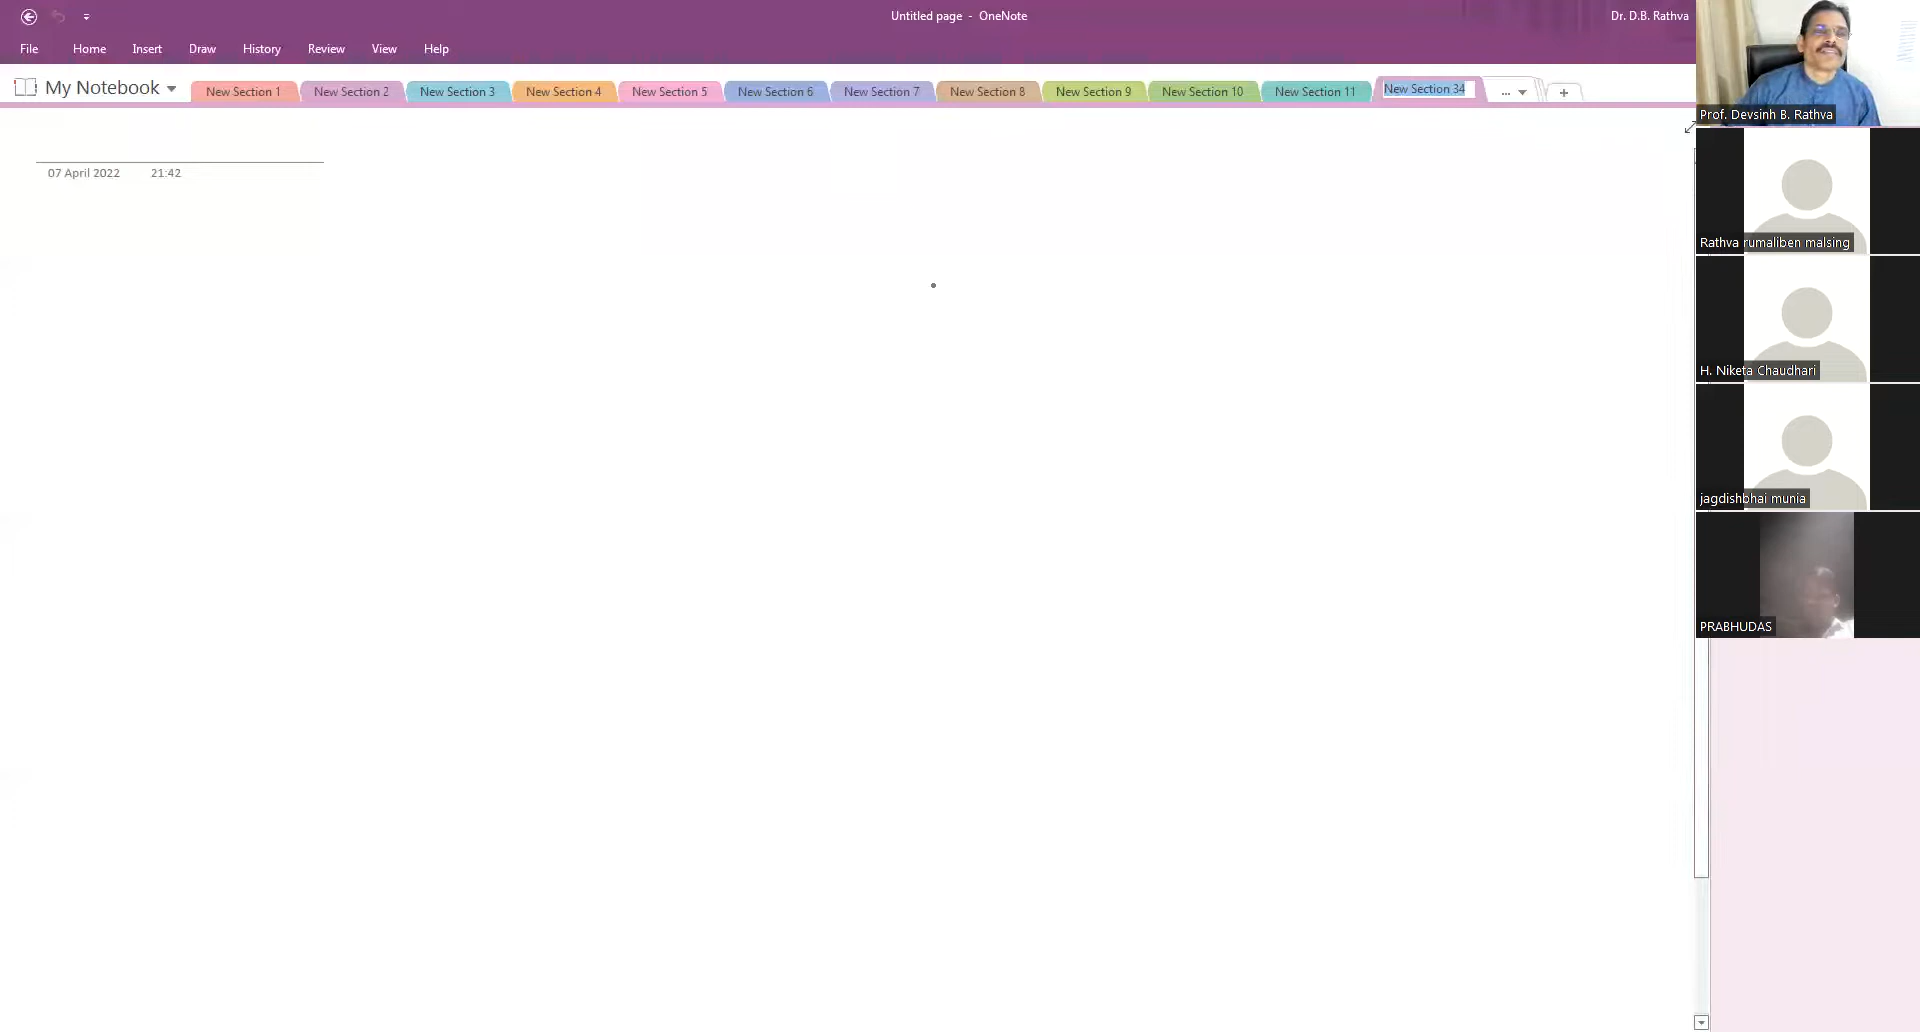 Untitled page - OneNote
Dr. D.B. Rathva
File Home Insert Draw History Review View Help
My Notebook
New Section 1 New Section 2 New Section 3 New Section 4 New Section 5 New Section 6 New Section 7 New Section 8 New Section 9 New Section 10 New Section 11 New Section 34 ...
07 April 2022 21:42
Prof. Devsinh B. Rathva
Rathva rumaliben malsing
H. Niketa Chaudhari
jagdishbhai munia
PRABHUDAS